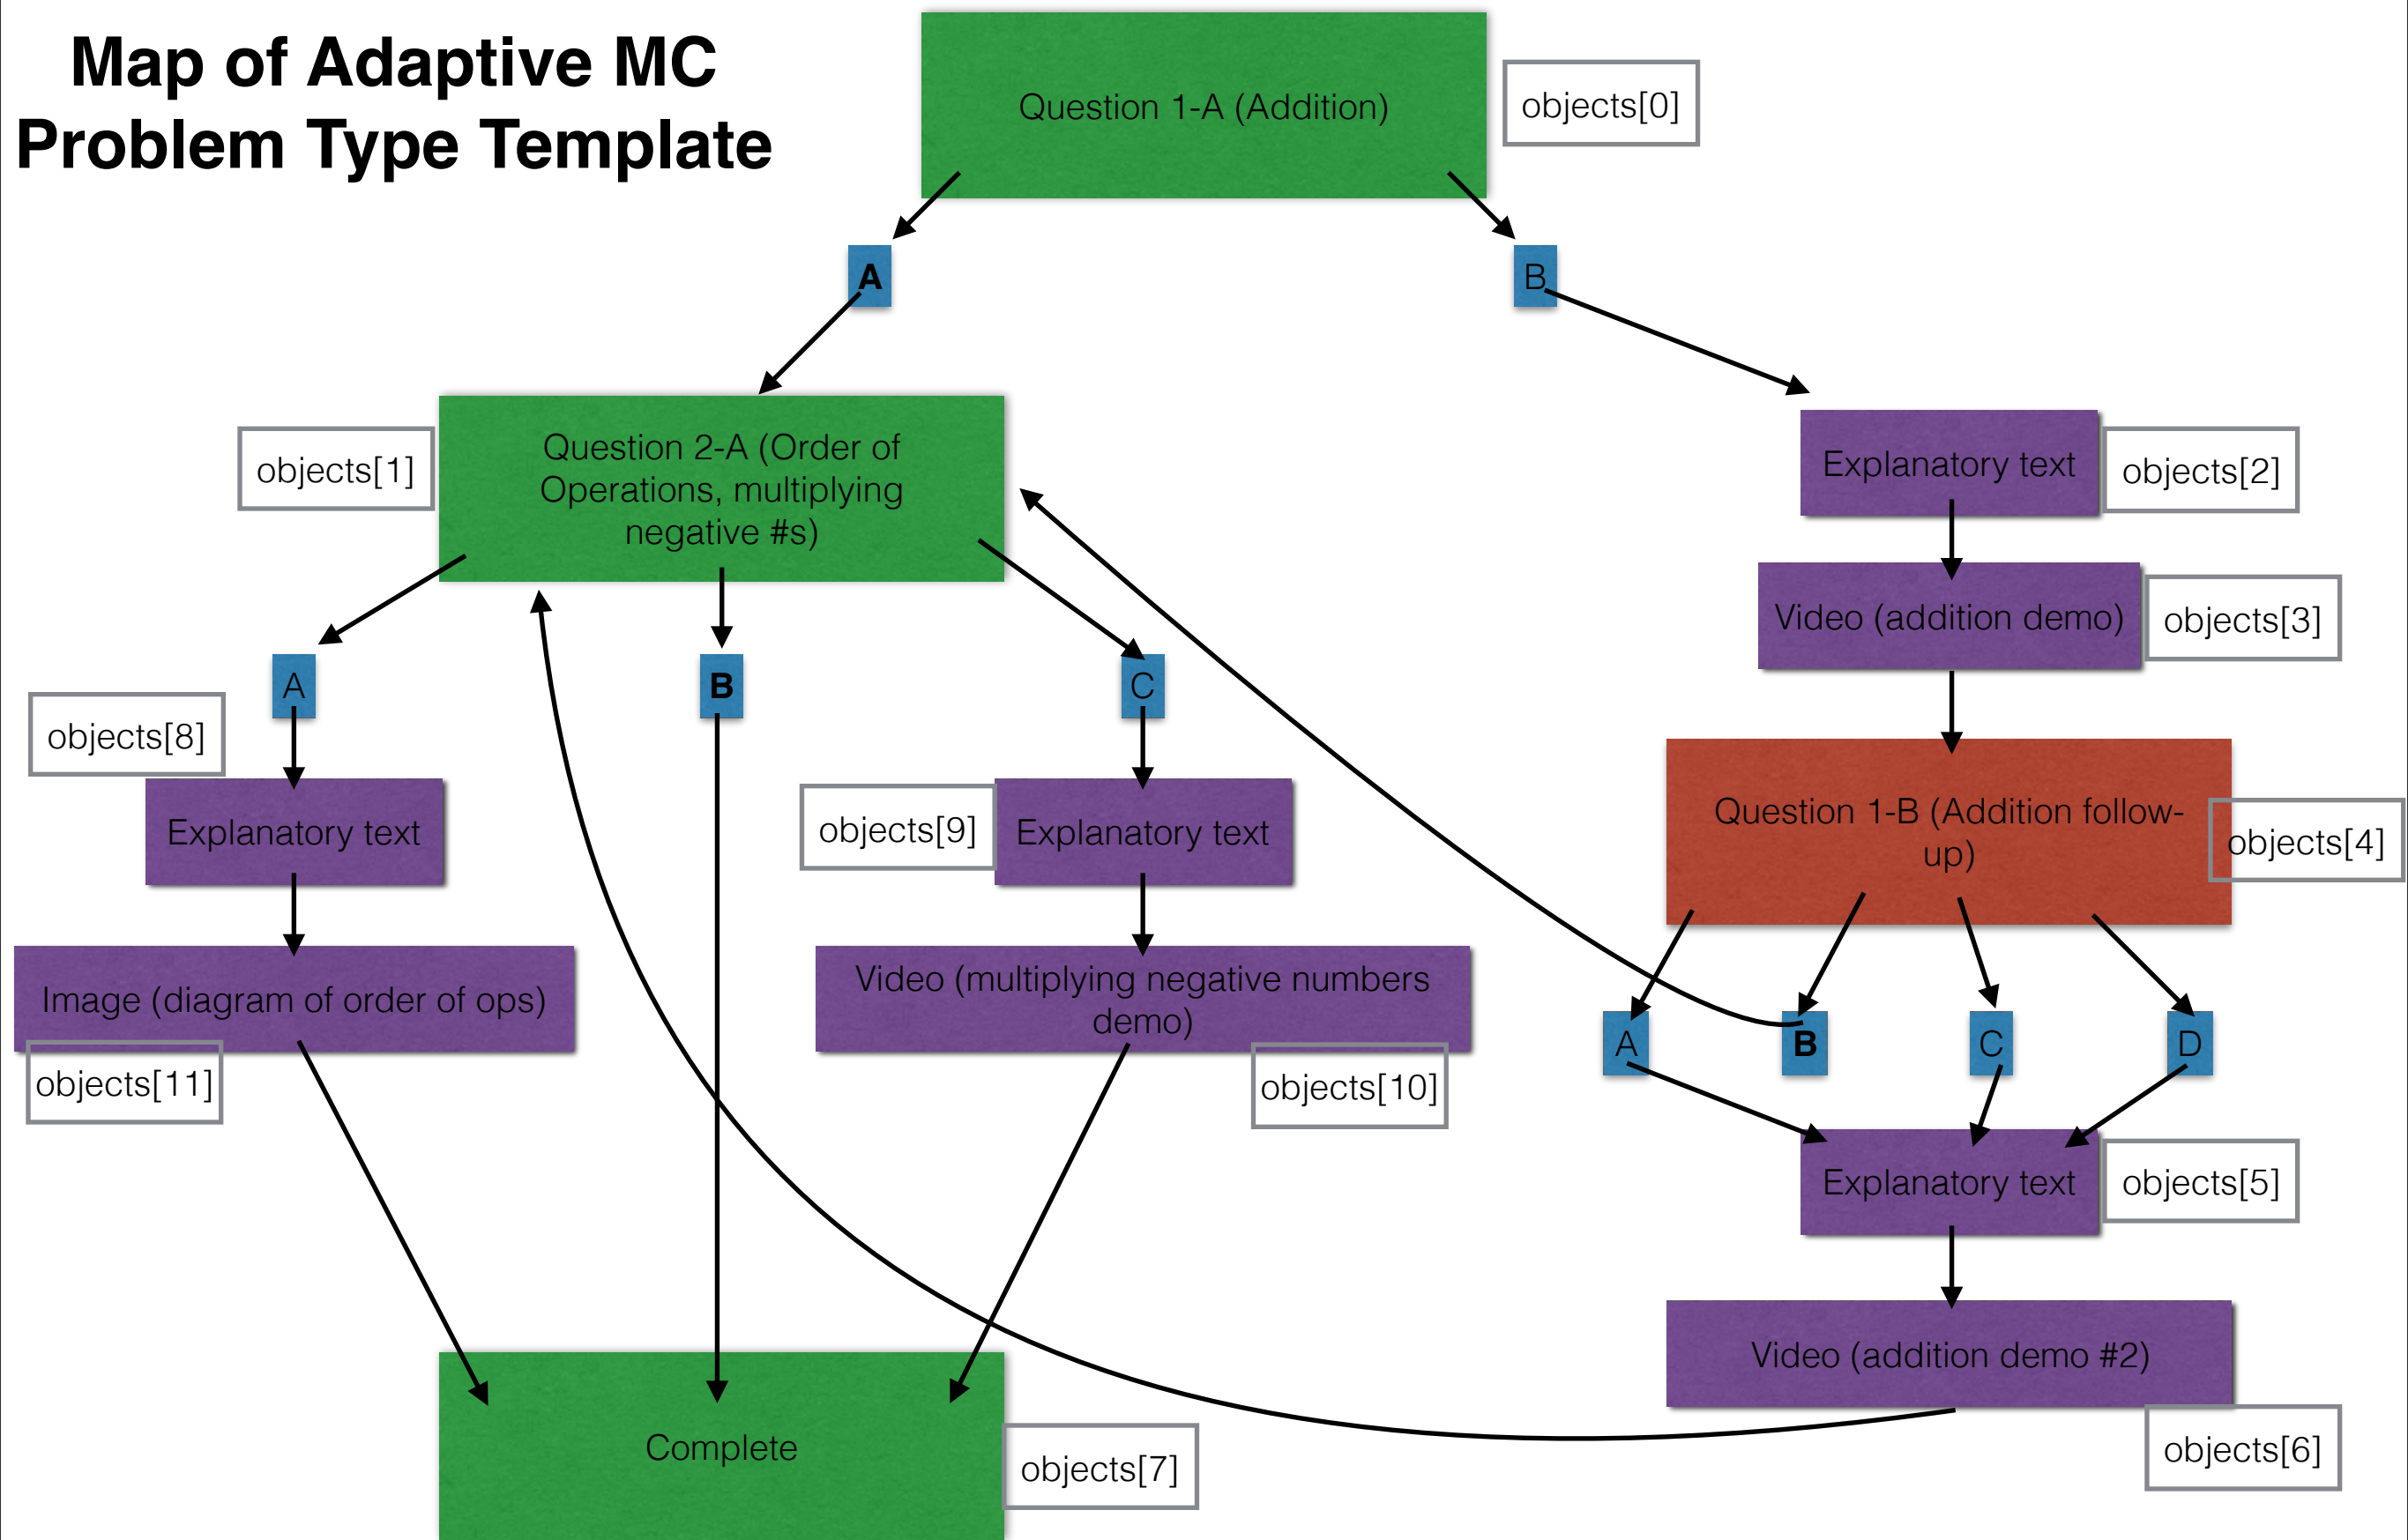 Map of Adaptive MC
Problem Type Template
Question 1-A (Addition)
objects[0]
A
B
objects[1]
Question 2-A (Order of
Operations, multiplying
negative #s)
Explanatory text
objects[2]
Video (addition demo)
objects[3]
A
B
C
objects[8]
Explanatory text
objects[9]
Explanatory text
Question 1-B (Addition follow-
up)
objects[4]
Image (diagram of order of ops)
objects[11]
Video (multiplying negative numbers
demo)
objects[10]
A
B
C
D
Explanatory text
objects[5]
Video (addition demo #2)
objects[6]
Complete
objects[7]